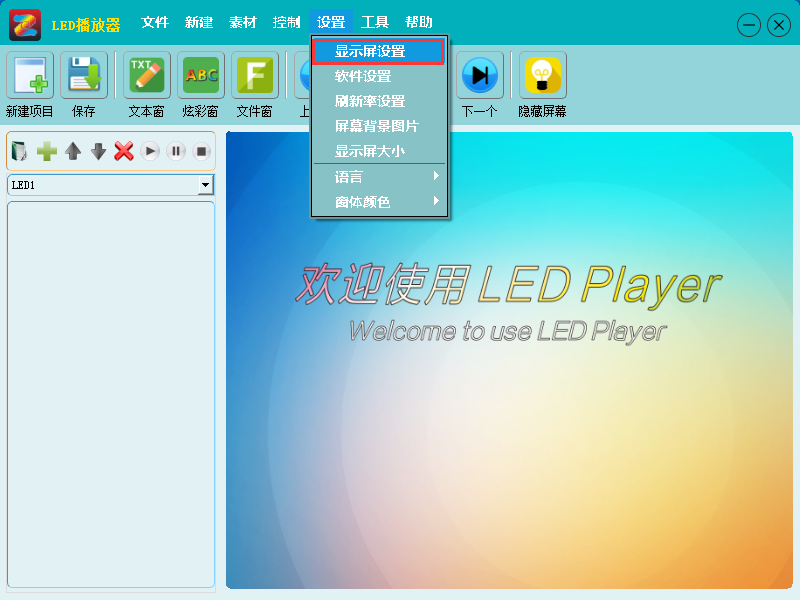 LED播放器
文件 新建 素材 控制 设置 工具 帮助
显示屏设置
软件设置
刷新率设置
屏幕背景图片
显示屏大小
语言
窗体颜色
TXT
ABC
F
新建项目 保存 文本窗 炫彩窗 文件窗 上 下一个 隐藏屏幕
LED1
欢迎使用 LED Player
Welcome to use LED Player